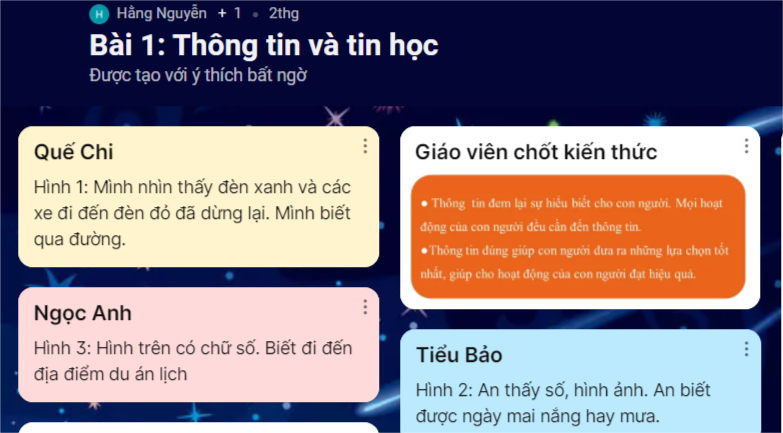 H Hằng Nguyễn + 1 • 2thg
Bài 1: Thông tin và tin học
Được tạo với ý thích bất ngờ
Quế Chi
Hình 1: Mình nhìn thấy đèn xanh và các
xe đi đến đèn đỏ đã dừng lại. Mình biết
qua đường.
Ngọc Anh
Hình 3: Hình trên có chữ số. Biết đi đến
địa điểm du án lịch
Giáo viên chốt kiến thức
● Thông tin đem lại sự hiểu biết cho con người. Mọi hoạt
động của con người đều cần đến thông tin.
●Thông tin đúng giúp con người đưa ra những lựa chọn tốt
nhất, giúp cho hoạt động của con người đạt hiệu quả.
Tiểu Bảo
Hình 2: An thấy số, hình ảnh. An biết
được ngày mai nắng hay mưa.